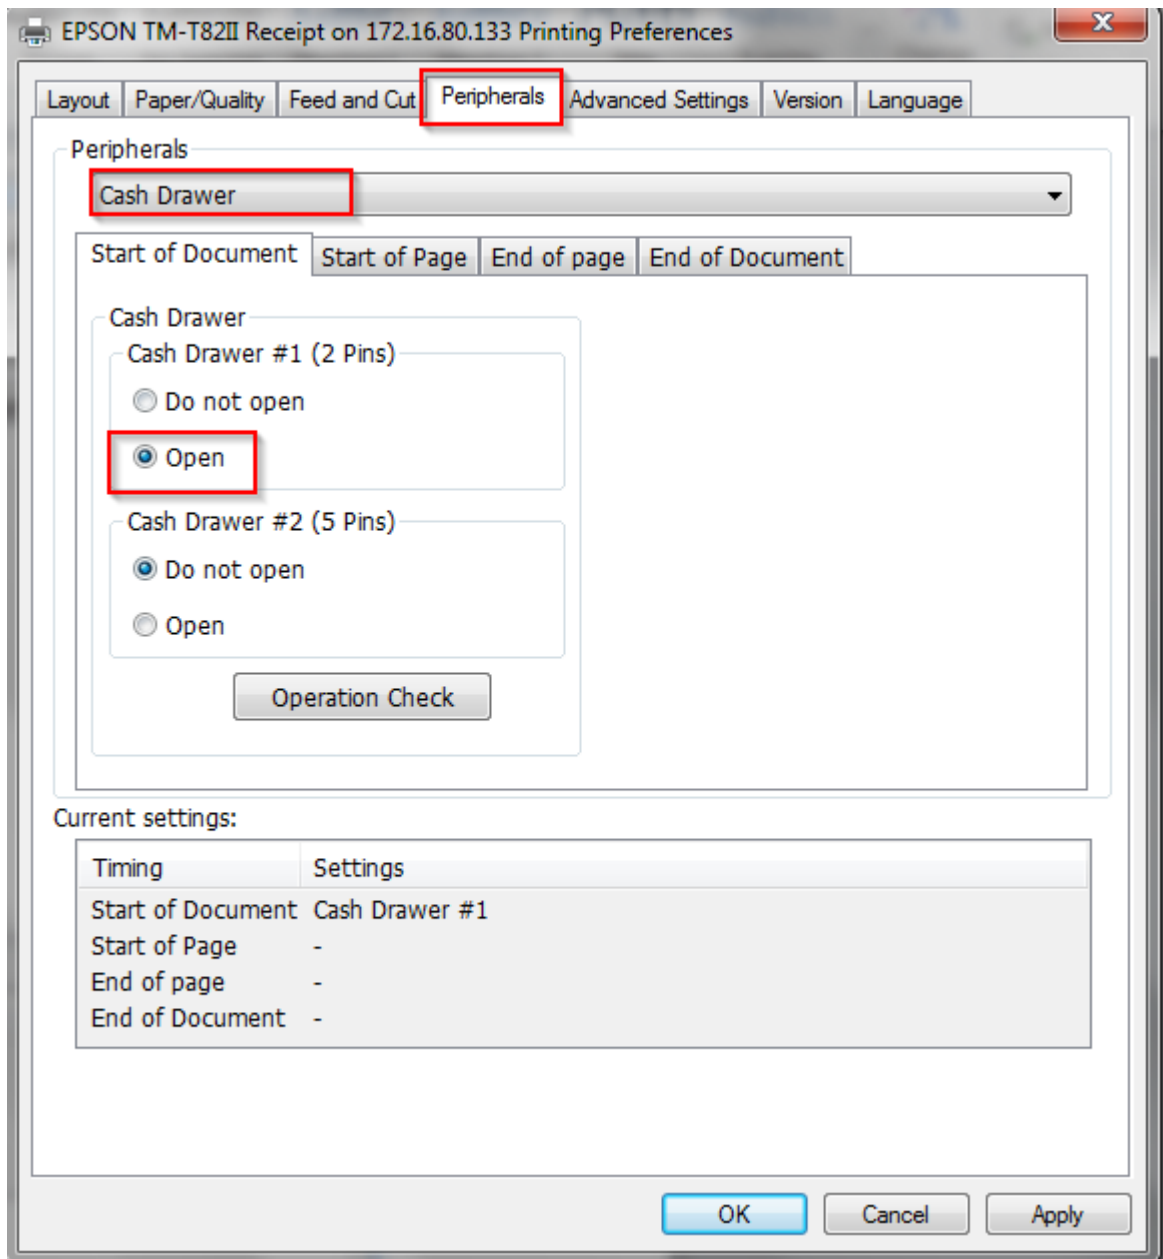 EPSON TM-T82II Receipt on 172.16.80.133 Printing Preferences
Layout Paper/Quality Feed and Cut Peripherals Advanced Settings Version Language
Peripherals
Cash Drawer
Start of Document Start of Page End of page End of Document
Cash Drawer
Cash Drawer #1 (2 Pins)
Do not open
Open
Cash Drawer #2 (5 Pins)
Do not open
Open
Operation Check
Current settings:
Timing Settings
Start of Document Cash Drawer #1
Start of Page -
End of page -
End of Document -
OK Cancel Apply